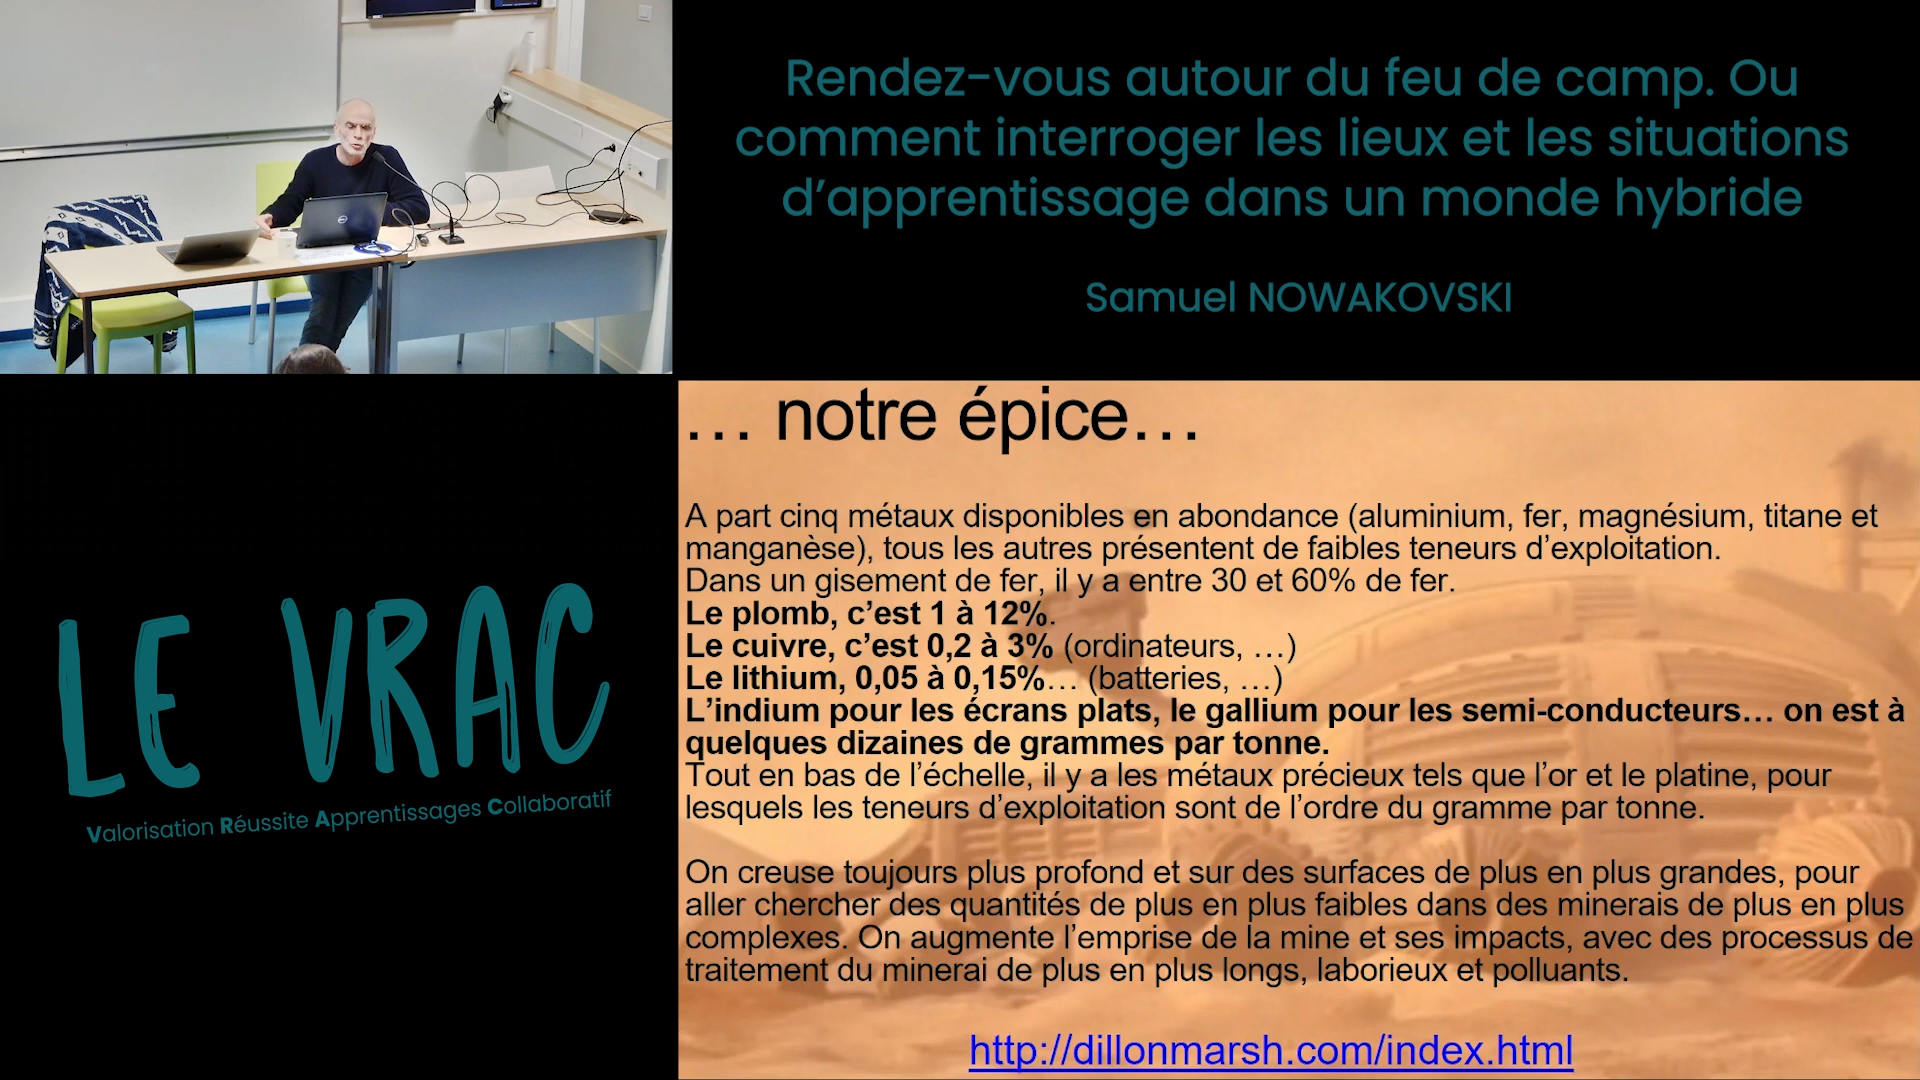 Rendez-vous autour du feu de camp. Ou
comment interroger les lieux et les situations
d’apprentissage dans un monde hybride
Samuel NOWAKOVSKI
LE VRAC
Valorisation Réussite Apprentissages Collaboratif
… notre épice…
A part cinq métaux disponibles en abondance (aluminium, fer, magnésium, titane et
manganèse), tous les autres présentent de faibles teneurs d’exploitation.
Dans un gisement de fer, il y a entre 30 et 60% de fer.
Le plomb, c’est 1 à 12%.
Le cuivre, c’est 0,2 à 3% (ordinateurs, …)
Le lithium, 0,05 à 0,15%… (batteries, …)
L’indium pour les écrans plats, le gallium pour les semi-conducteurs… on est à
quelques dizaines de grammes par tonne.
Tout en bas de l’échelle, il y a les métaux précieux tels que l’or et le platine, pour
lesquels les teneurs d’exploitation sont de l’ordre du gramme par tonne.
On creuse toujours plus profond et sur des surfaces de plus en plus grandes, pour
aller chercher des quantités de plus en plus faibles dans des minerais de plus en plus
complexes. On augmente l’emprise de la mine et ses impacts, avec des processus de
traitement du minerai de plus en plus longs, laborieux et polluants.
http://dillonmarsh.com/index.html